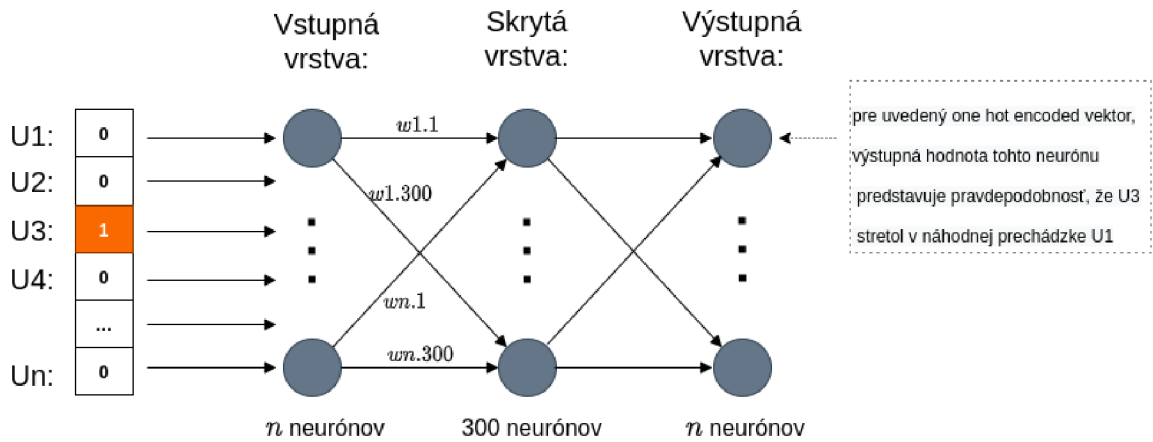 Vstupná
vrstva:
Skrytá
vrstva:
Výstupná
vrstva:
U1:
0
U2:
0
U3:
1
U4:
0
...
Un:
0
w1.1
w1.300
wn.1
wn.300
n neurónov
300 neurónov
n neurónov
pre uvedený one hot encoded vektor,
výstupná hodnota tohto neurónu
predstavuje pravdepodobnosť, že U3
stretol v náhodnej prechádzke U1